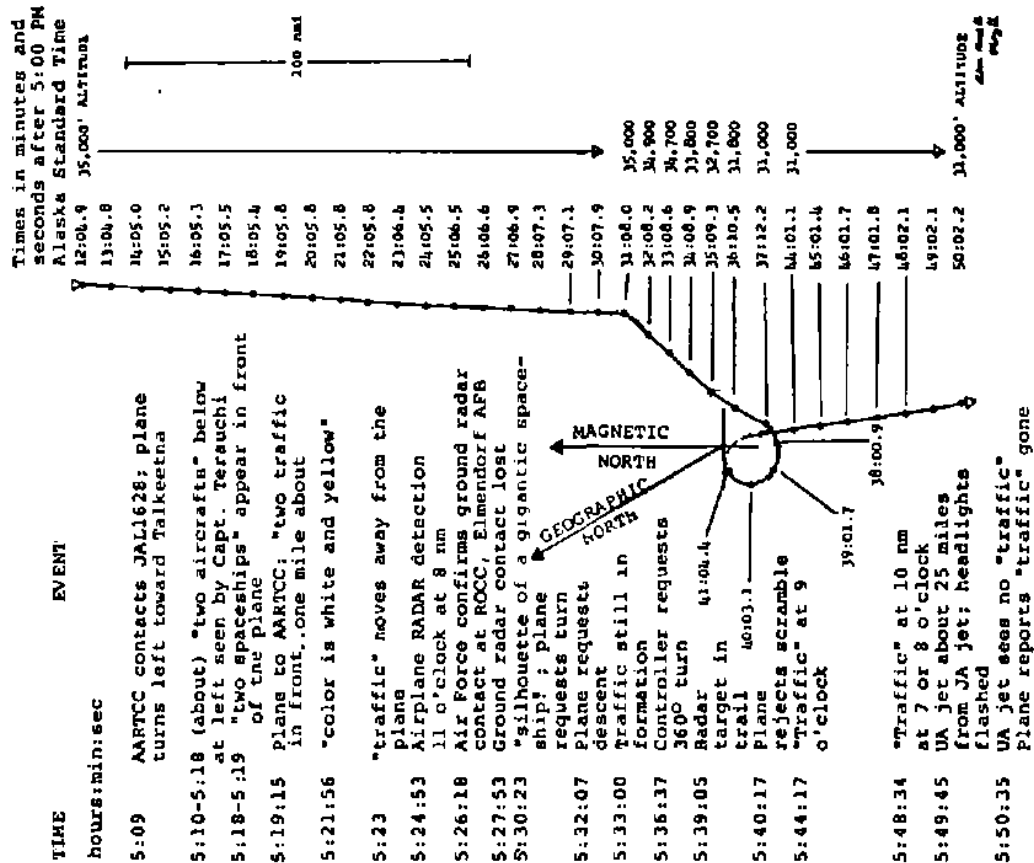 Times in minutes and
seconds after 5:00 PM
Alaska Standard Time
TIME EVENT
hours:min:sec
5:09 AARTCC contacts JAL1628; plane
turns left toward Talkeetna
5:10-5:18 (about) "two aircrafts" below
at left seen by Capt. Terauchi
5:18-5:19 "two spaceships" appear in front
of the plane
5:19:15 Plane to AARTCC: "two traffic
in front..one mile about
5:21:56 "color is white and yellow"
5:23 "traffic" moves away from the
plane
5:24:53 Airplane RADAR detection
11 o'clock at 8 nm
5:26:18 Air Force confirms ground radar
contact at ROCC, Elmendorf AFB
5:27:53 Ground radar contact lost
5:30:23 "silhouette of a gigantic space-
ship"; plane
requests turn
5:32:07 Plane requests
descent
5:33:00 Traffic still in
formation
5:36:37 Controller requests
360° turn
5:39:05 Radar
target in
trail
5:40:17 Plane
rejects scramble
5:44:17 "Traffic" at 9
o'clock
5:48:34 "Traffic" at 10 nm
at 7 or 8 o'clock
5:49:45 UA jet about 25 miles
from JA jet; headlights
flashed
5:50:35 UA jet sees no "traffic"
Plane reports "traffic" gone
MAGNETIC
NORTH
GEOGRAPHIC
NORTH
41:04.4
40:03.1
39:01.7
38:00.9
12:04.9
13:04.8
14:05.0
15:05.2
16:05.3
17:05.5
18:05.4
19:05.8
20:05.8
21:05.8
22:05.8
23:06.4
24:05.5
25:06.5
26:06.6
27:06.9
28:07.3
29:07.1
30:07.9
31:08.0
32:08.2
33:08.6
34:08.9
35:09.3
36:10.5
37:12.2
44:01.1
45:01.4
46:01.7
47:01.8
48:02.1
49:02.1
50:02.2
35,000' ALTITUDE
35,000
34,900
34,700
33,800
32,700
31,800
31,000
31,000
31,000' ALTITUDE
100 nmi